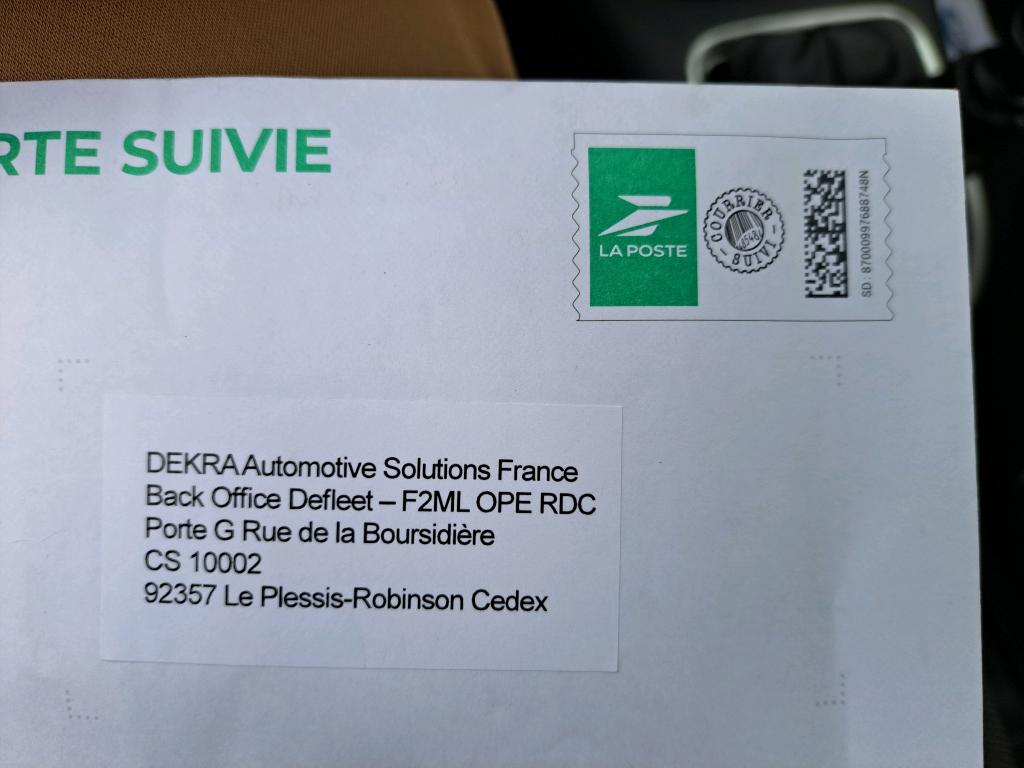 RTE SUIVIE
LA POSTE
COURRIER
SUIVI
SD : 87000997688748N
DEKRA Automotive Solutions France
Back Office Defleet – F2ML OPE RDC
Porte G Rue de la Boursidière
CS 10002
92357 Le Plessis-Robinson Cedex